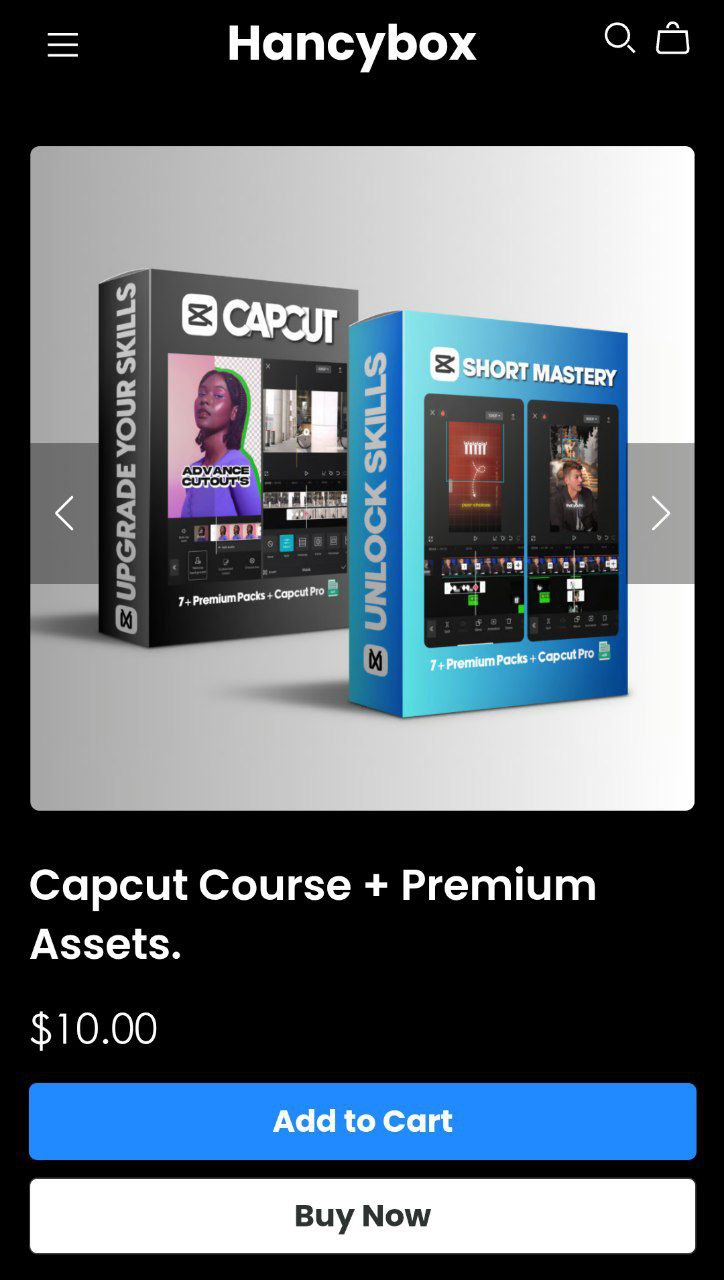 Hancybox
UPGRADE YOUR SKILLS
CAPCUT
ADVANCE
CUTOUT'S
7+ Premium Packs + Capcut Pro
UNLOCK SKILLS
SHORT MASTERY
7+ Premium Packs + Capcut Pro
Capcut Course + Premium
Assets.
$10.00
Add to Cart
Buy Now